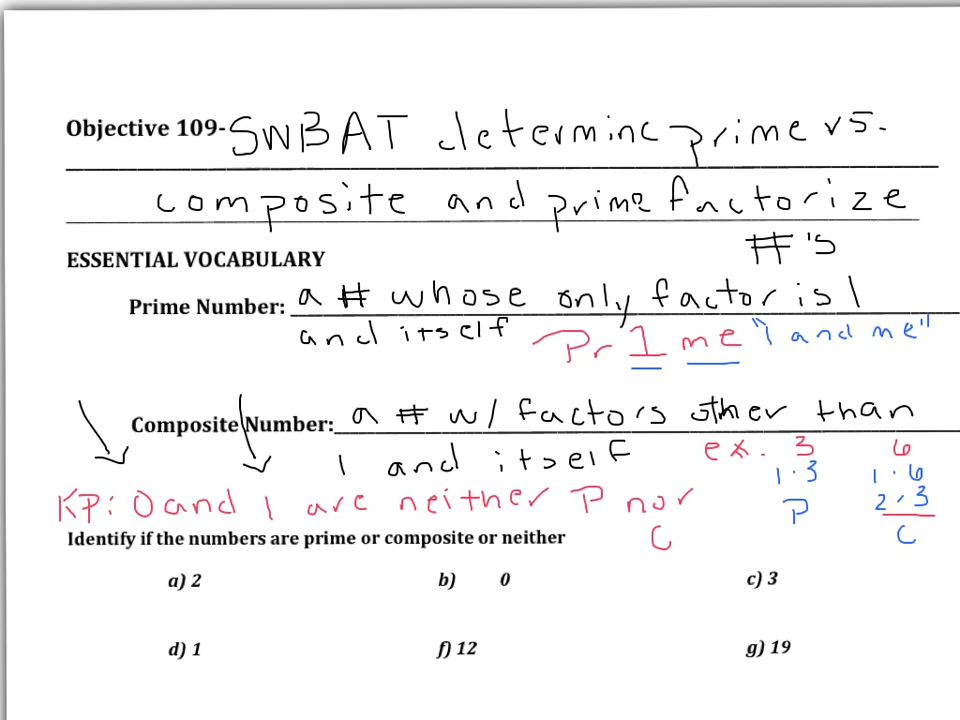 Objective 109- SWBAT determine prime vs.
composite and prime factorize
#'s
ESSENTIAL VOCABULARY
Prime Number: a # whose only factor is 1
and itself Pr 1 me "1 and me"
Composite Number: a # w/ factors other than
1 and itself ex. 3 6
1·3 1·6
KP: 0 and 1 are neither P nor P 2·3
C C
Identify if the numbers are prime or composite or neither
a) 2 b) 0 c) 3
d) 1 f) 12 g) 19